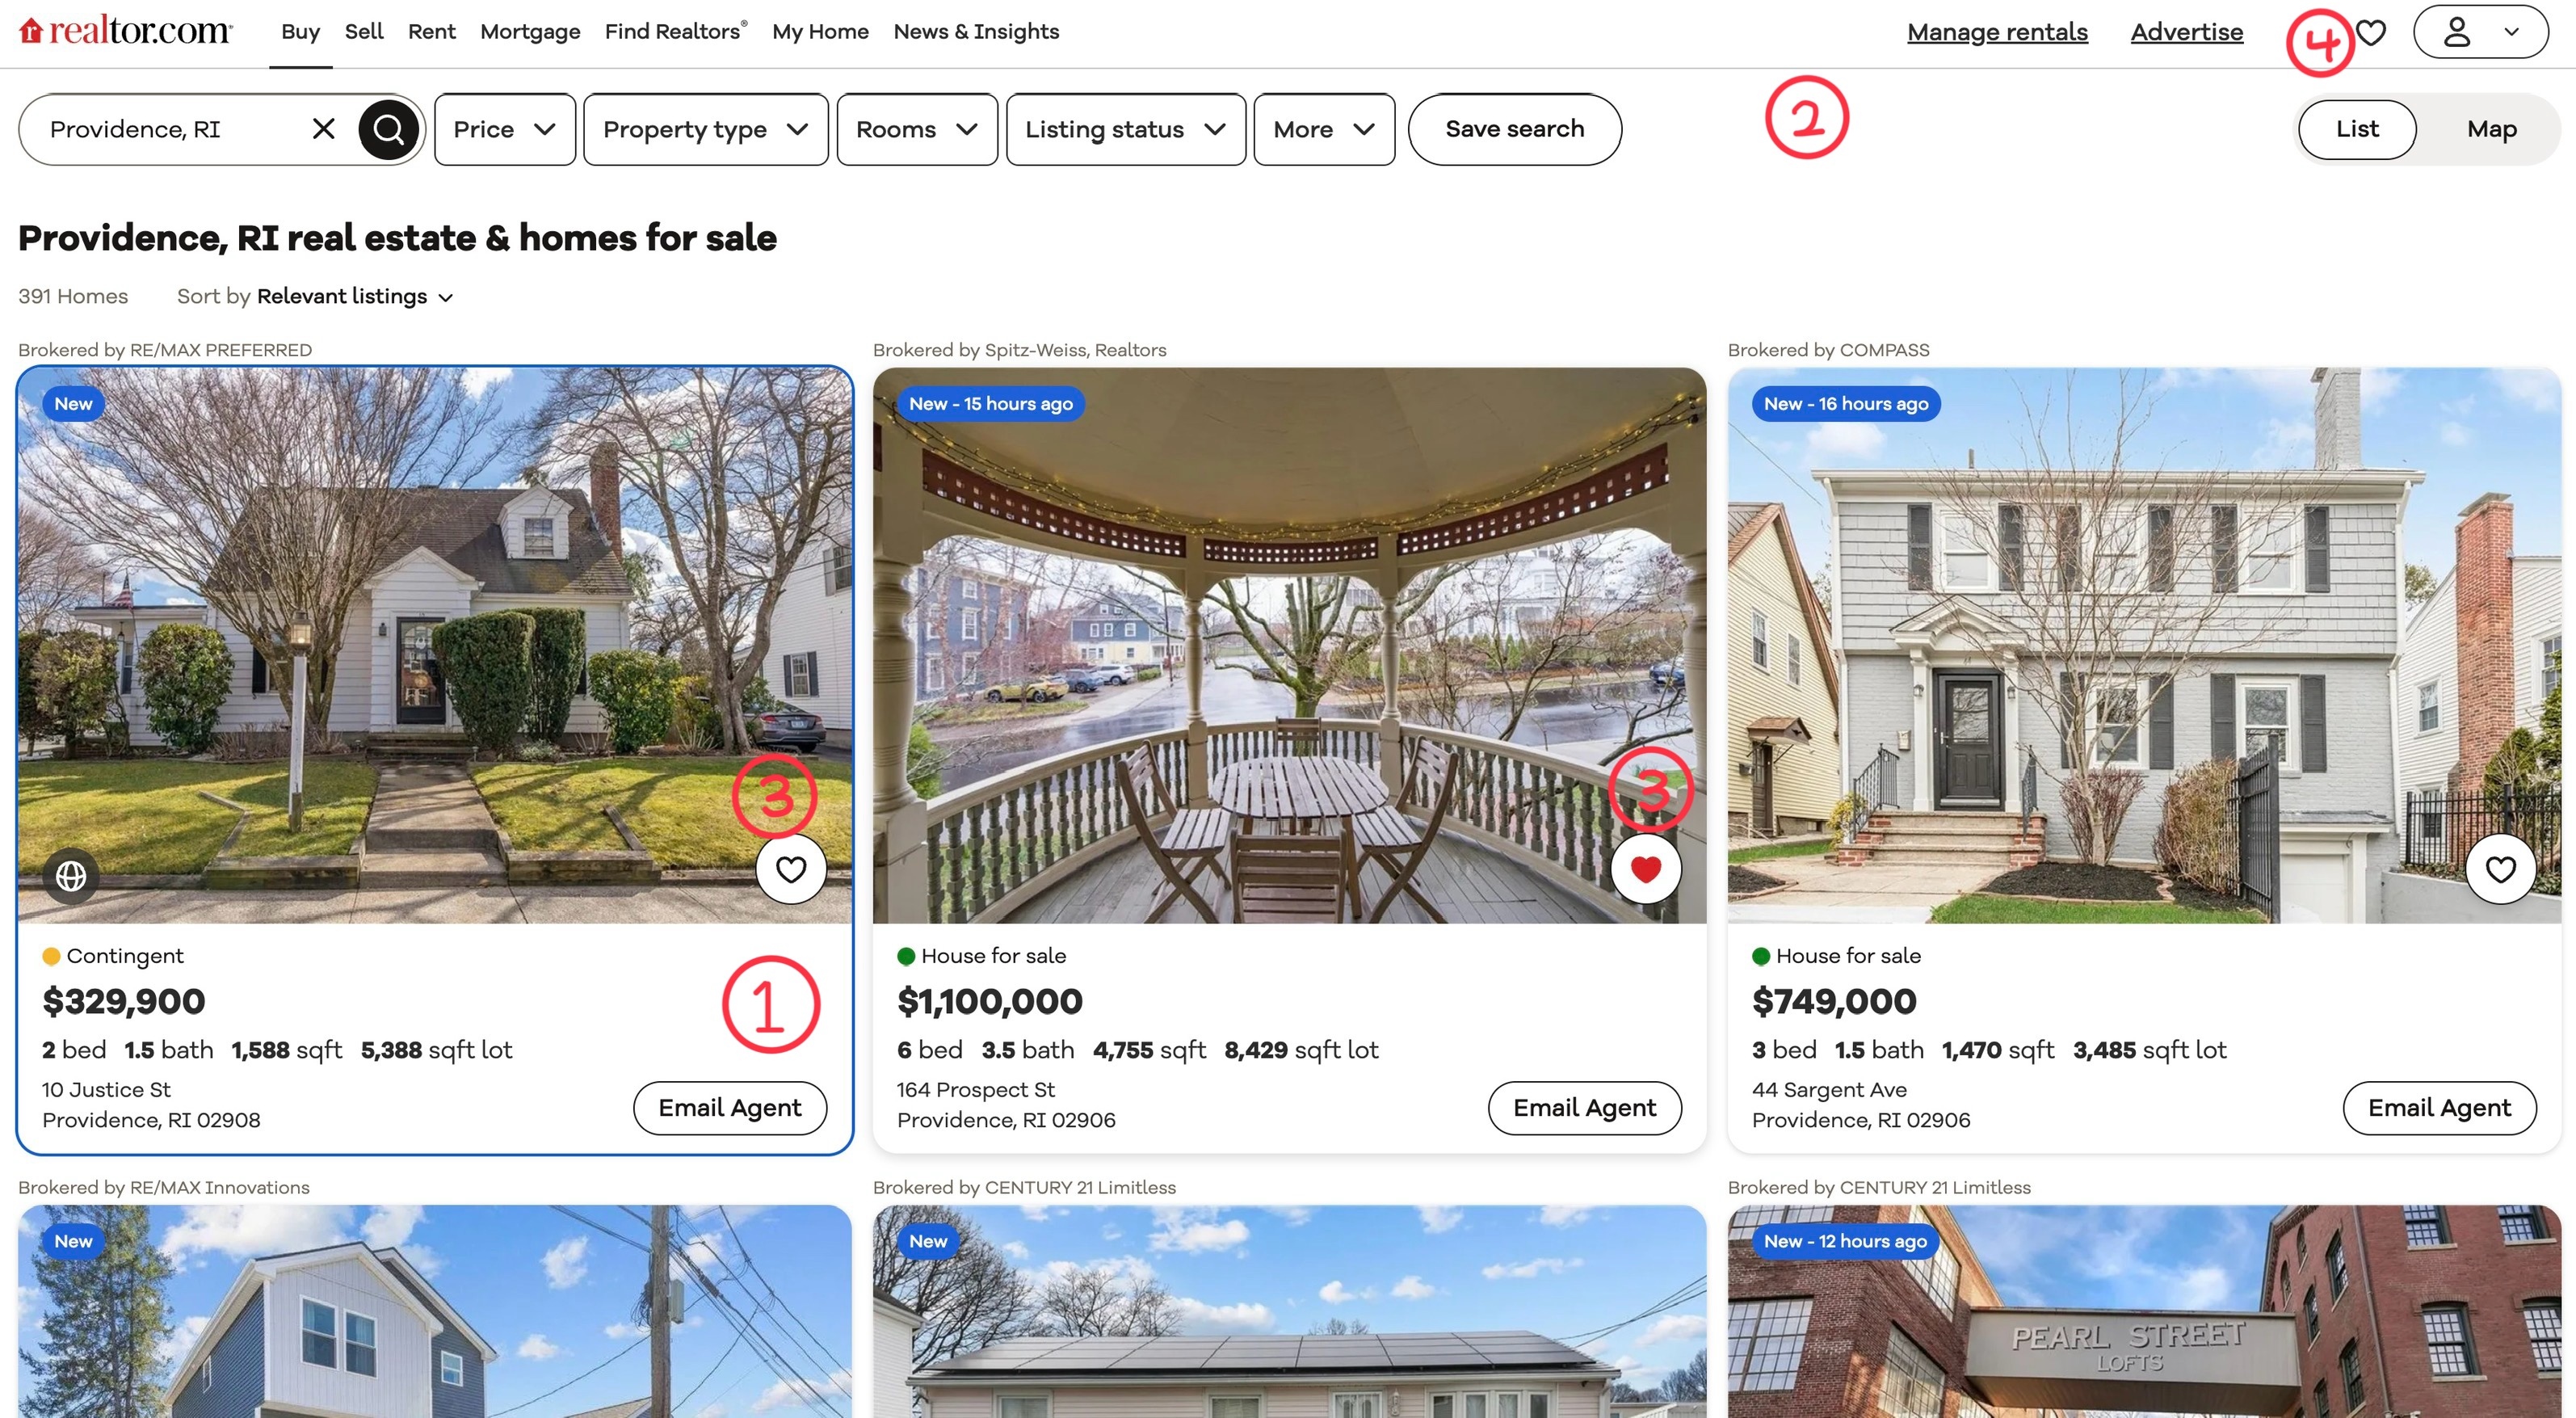 realtor.com® Buy Sell Rent Mortgage Find Realtors® My Home News & Insights Manage rentals Advertise 4
Providence, RI Price Property type Rooms Listing status More Save search 2 List Map
Providence, RI real estate & homes for sale
391 Homes Sort by Relevant listings
Brokered by RE/MAX PREFERRED
New
3
Contingent
$329,900
1
2 bed 1.5 bath 1,588 sqft 5,388 sqft lot
10 Justice St
Providence, RI 02908
Email Agent
Brokered by Spitz-Weiss, Realtors
New - 15 hours ago
3
House for sale
$1,100,000
6 bed 3.5 bath 4,755 sqft 8,429 sqft lot
164 Prospect St
Providence, RI 02906
Email Agent
Brokered by COMPASS
New - 16 hours ago
House for sale
$749,000
3 bed 1.5 bath 1,470 sqft 3,485 sqft lot
44 Sargent Ave
Providence, RI 02906
Email Agent
Brokered by RE/MAX Innovations
New
Brokered by CENTURY 21 Limitless
New
Brokered by CENTURY 21 Limitless
New - 12 hours ago
PEARL STREET
LOFTS